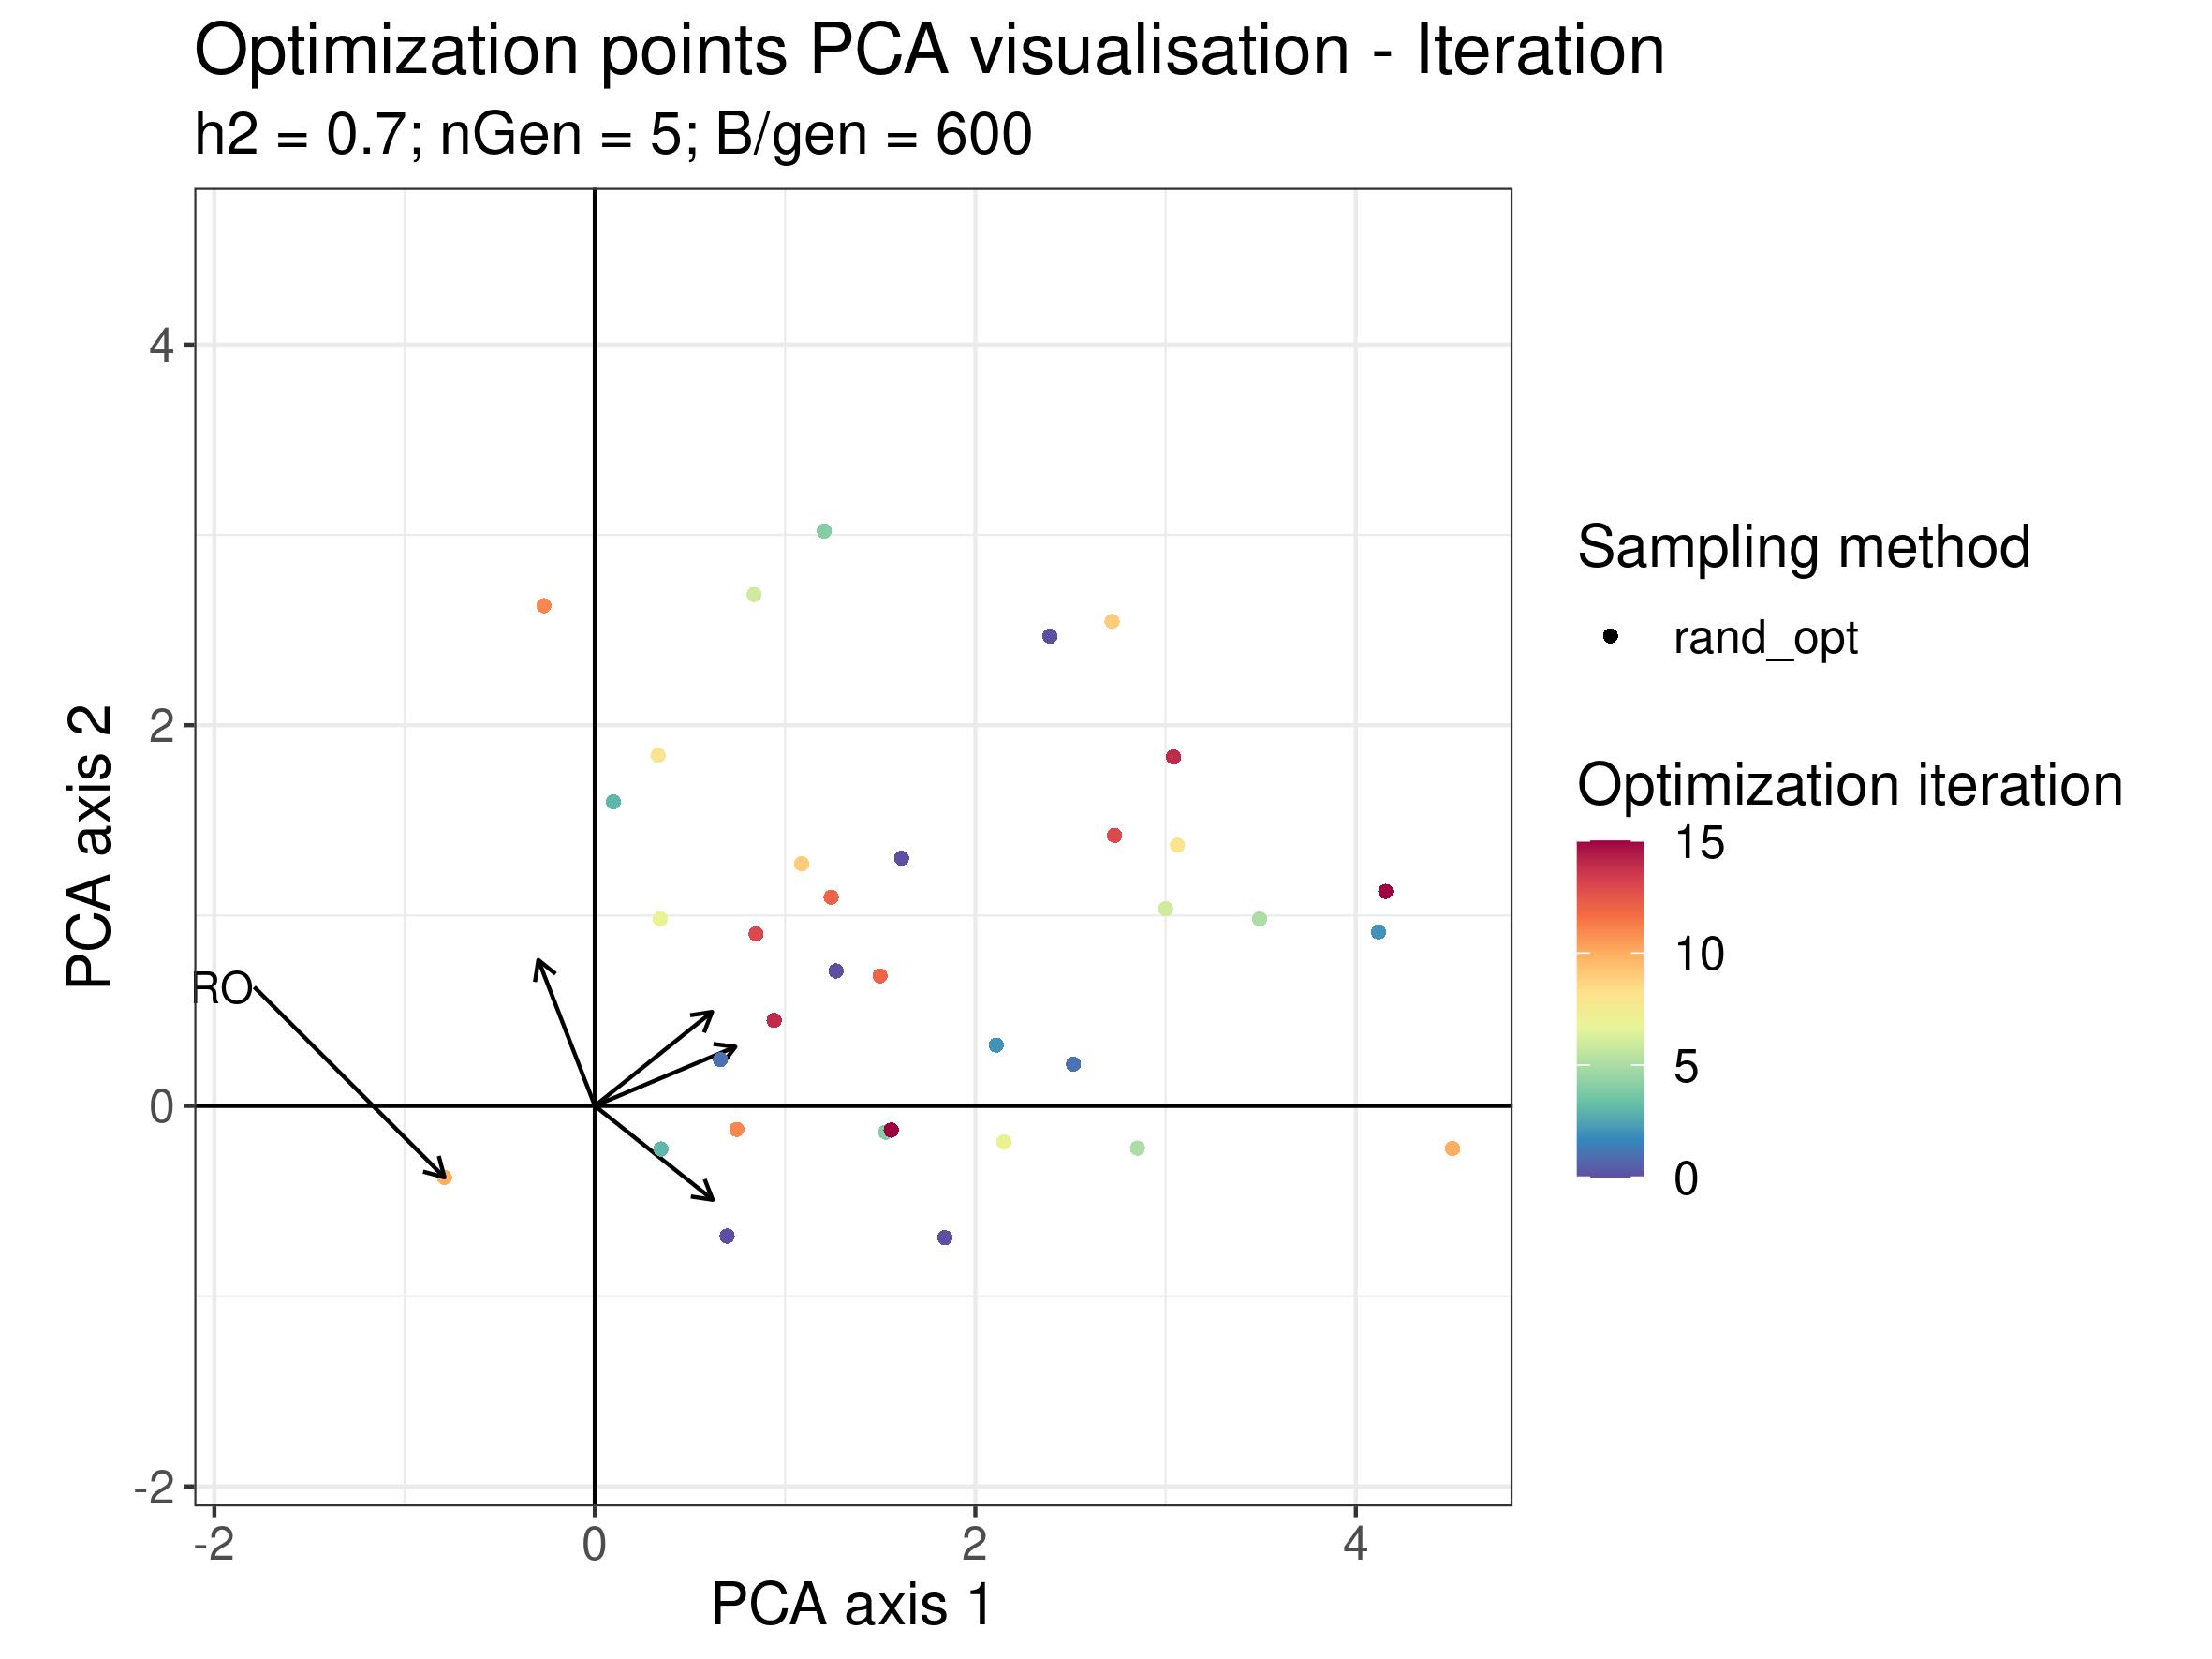 Optimization points PCA visualisation - Iteration
h2 = 0.7; nGen = 5; B/gen = 600
PCA axis 2
4
2
0
-2
RO
-2
0
2
4
PCA axis 1
Sampling method
rand_opt
Optimization iteration
15
10
5
0